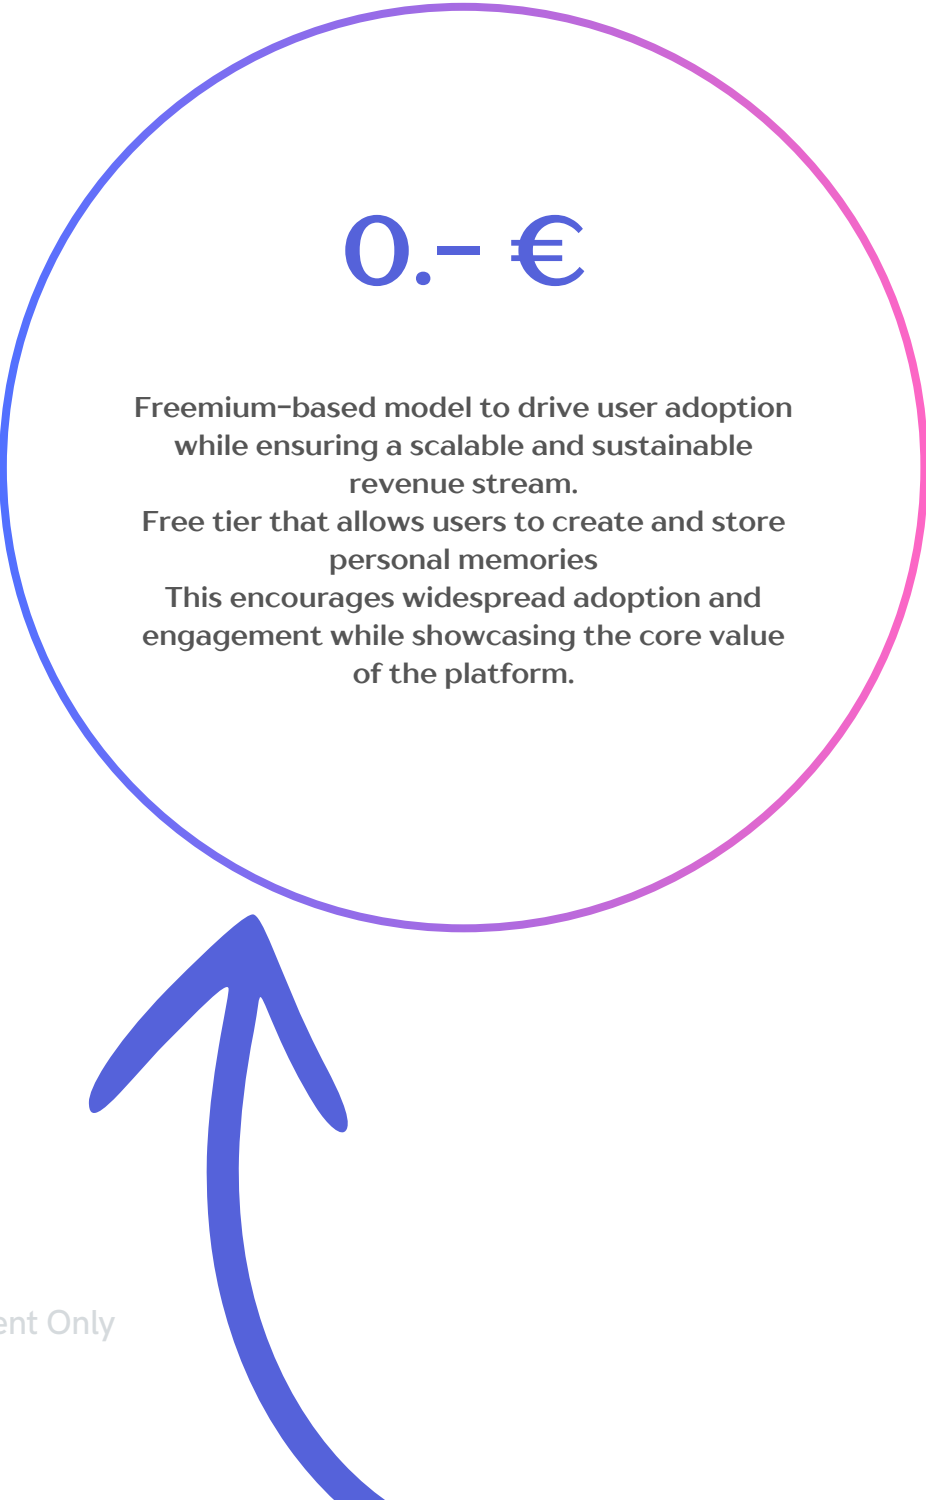 0.- €
Freemium-based model to drive user adoption
while ensuring a scalable and sustainable
revenue stream.
Free tier that allows users to create and store
personal memories
This encourages widespread adoption and
engagement while showcasing the core value
of the platform.
Only